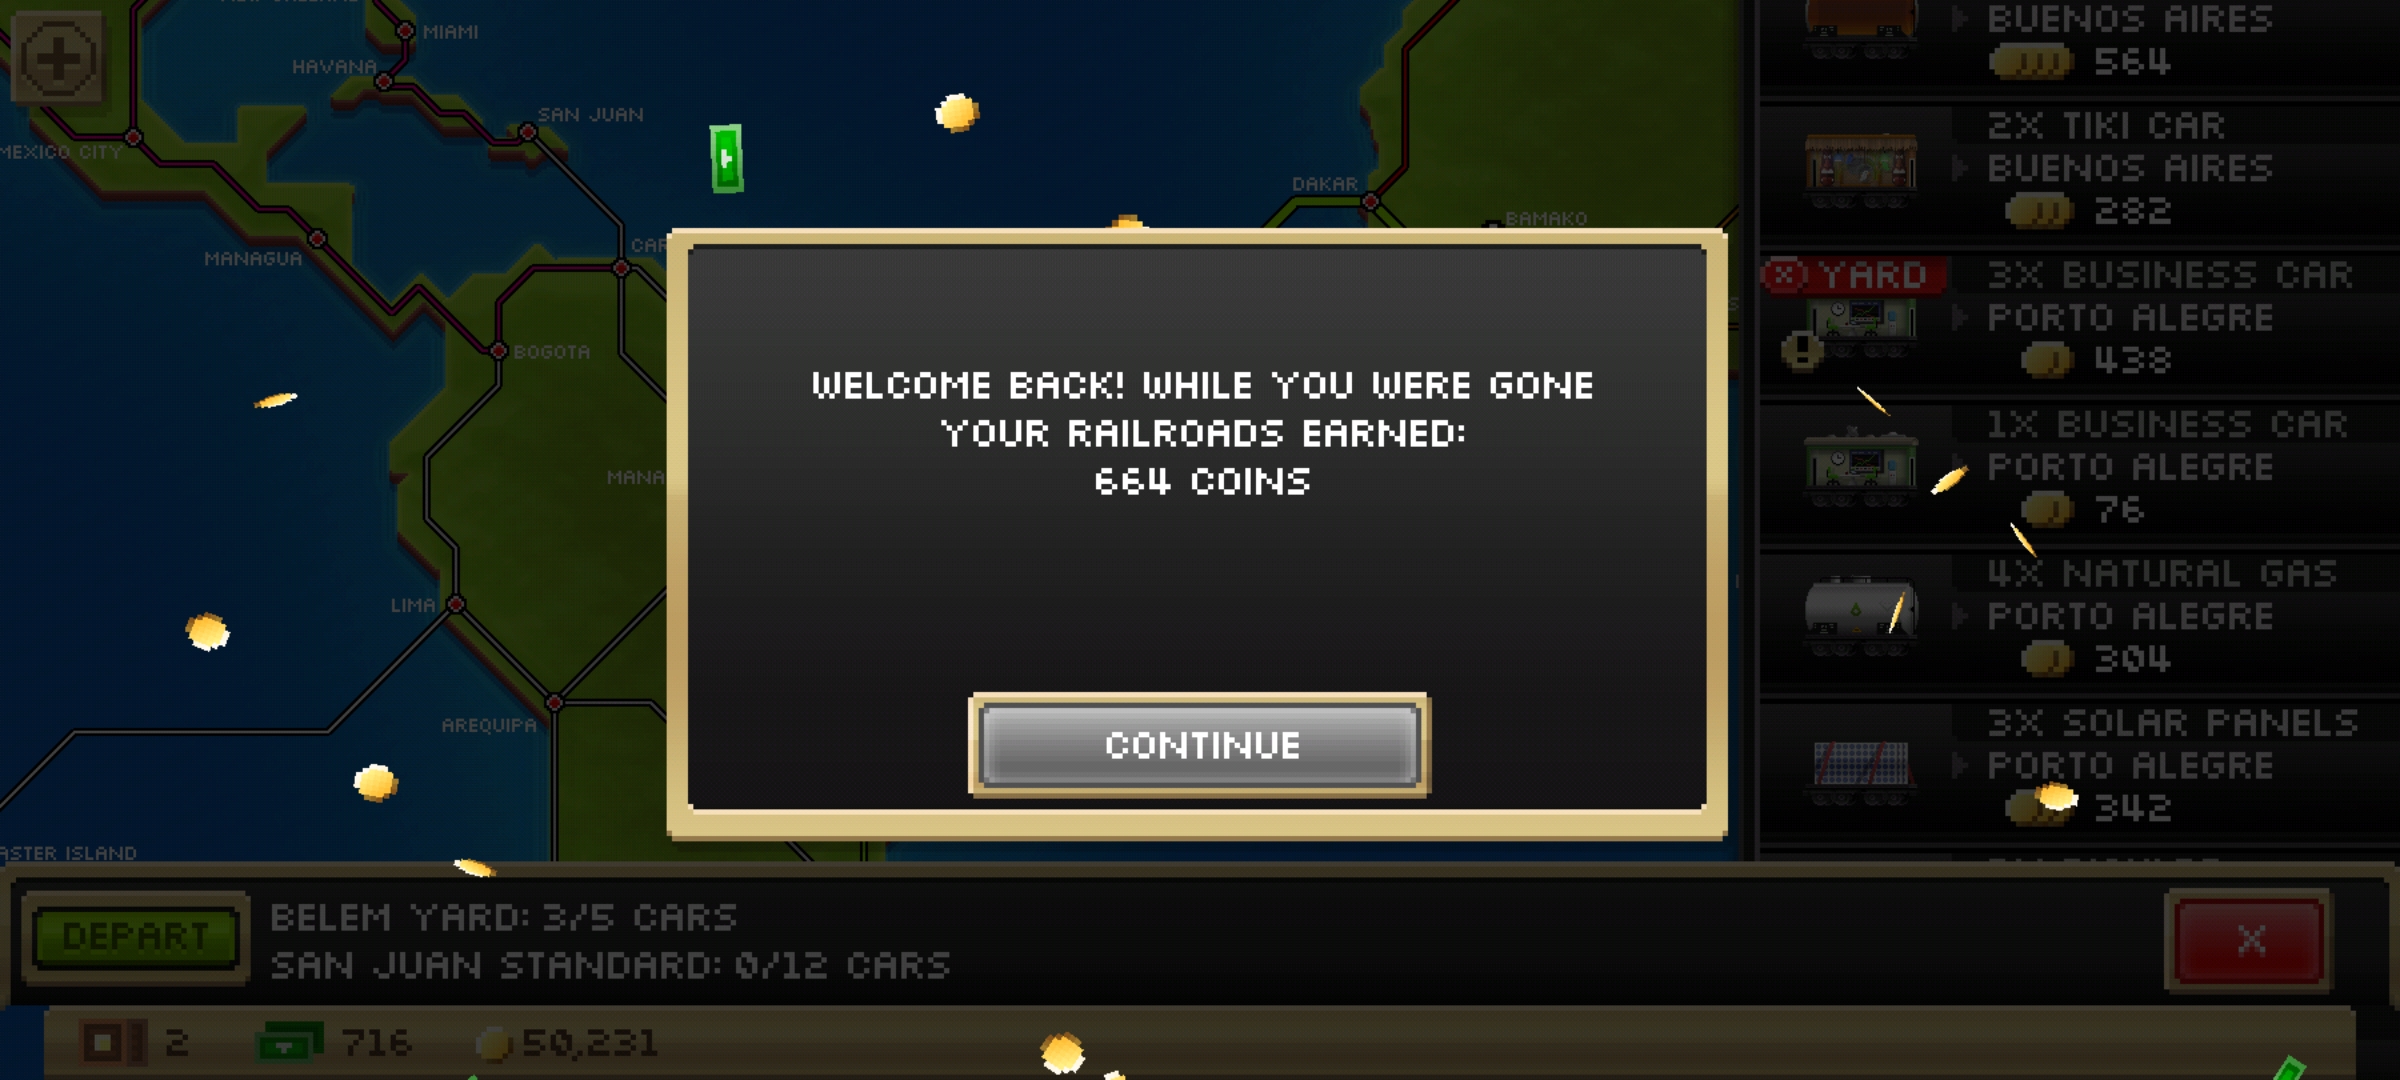 MIAMI
HAVANA
SAN JUAN
MEXICO CITY
MANAGUA
BOGOTA
LIMA
AREQUIPA
DAKAR
BAMAKO
WELCOME BACK! WHILE YOU WERE GONE
YOUR RAILROADS EARNED:
664 COINS
CONTINUE
BUENOS AIRES
564
2X TIKI CAR
BUENOS AIRES
282
YARD
3X BUSINESS CAR
PORTO ALEGRE
438
1X BUSINESS CAR
PORTO ALEGRE
76
4X NATURAL GAS
PORTO ALEGRE
304
3X SOLAR PANELS
PORTO ALEGRE
342
ASTER ISLAND
DEPART
BELEM YARD: 3/5 CARS
SAN JUAN STANDARD: 0/12 CARS
X
2
716
50,231